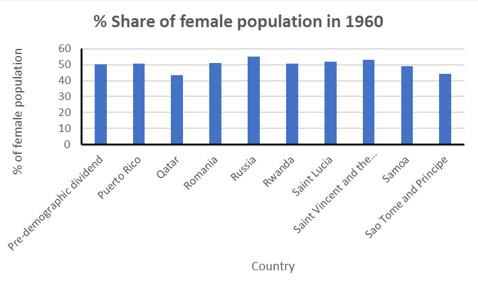 % Share of female population in 1960
% of female population
60
50
40
30
20
10
0
Pre-demographic dividend
Puerto Rico
Qatar
Romania
Russia
Rwanda
Saint Lucia
Saint Vincent and the...
Samoa
Sao Tome and Principe
Country